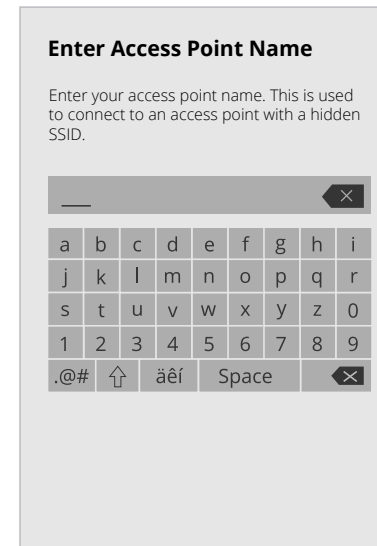 Enter Access Point Name
Enter your access point name. This is used
to connect to an access point with a hidden
SSID.
a b c d e f g h i
j k l m n o p q r
s t u v w x y z 0
1 2 3 4 5 6 7 8 9
.@# äêí Space